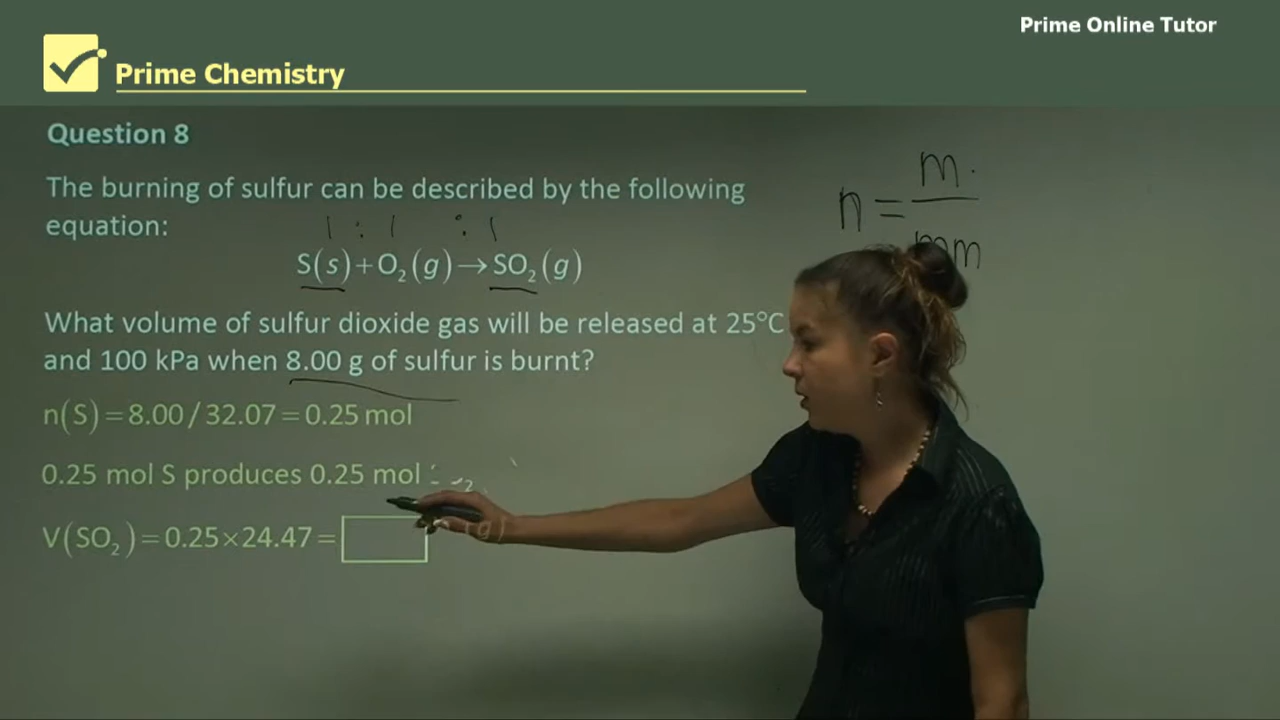 Prime Online Tutor
Prime Chemistry
Question 8
The burning of sulfur can be described by the following
equation:
1 : 1 : 1
S(s)+O₂(g)→SO₂(g)
n = m
mm
What volume of sulfur dioxide gas will be released at 25°C
and 100 kPa when 8.00 g of sulfur is burnt?
n(S)=8.00/32.07=0.25 mol
0.25 mol S produces 0.25 mol
V(SO₂)=0.25×24.47=